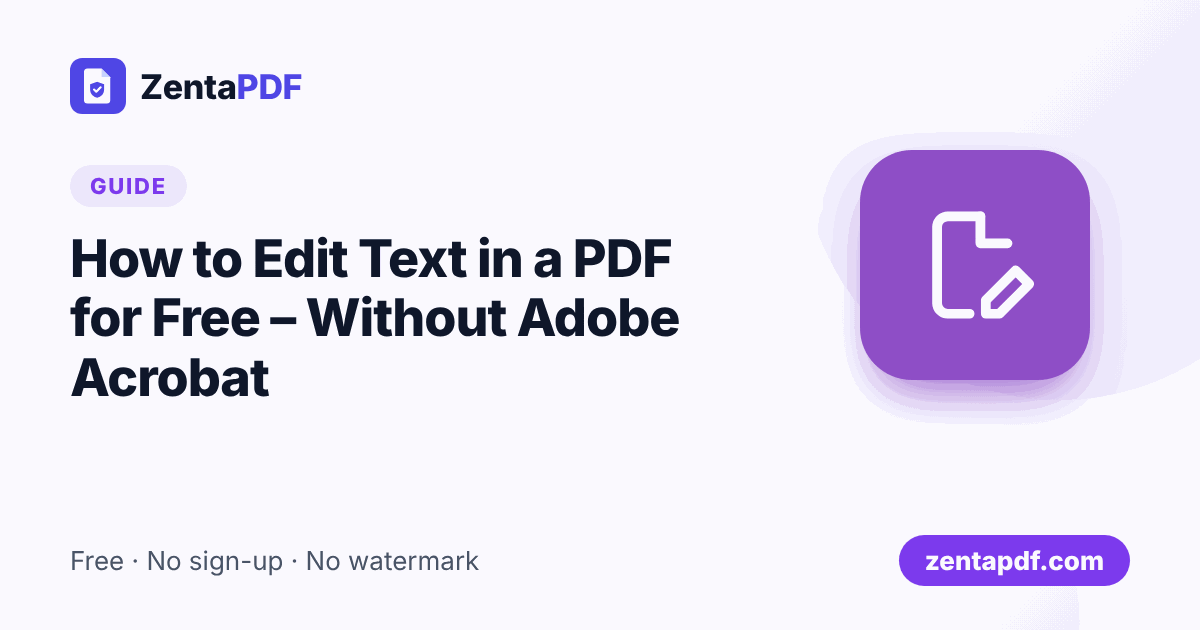 ZentaPDF
GUIDE
How to Edit Text in a PDF
for Free – Without Adobe
Acrobat
Free · No sign-up · No watermark
zentapdf.com